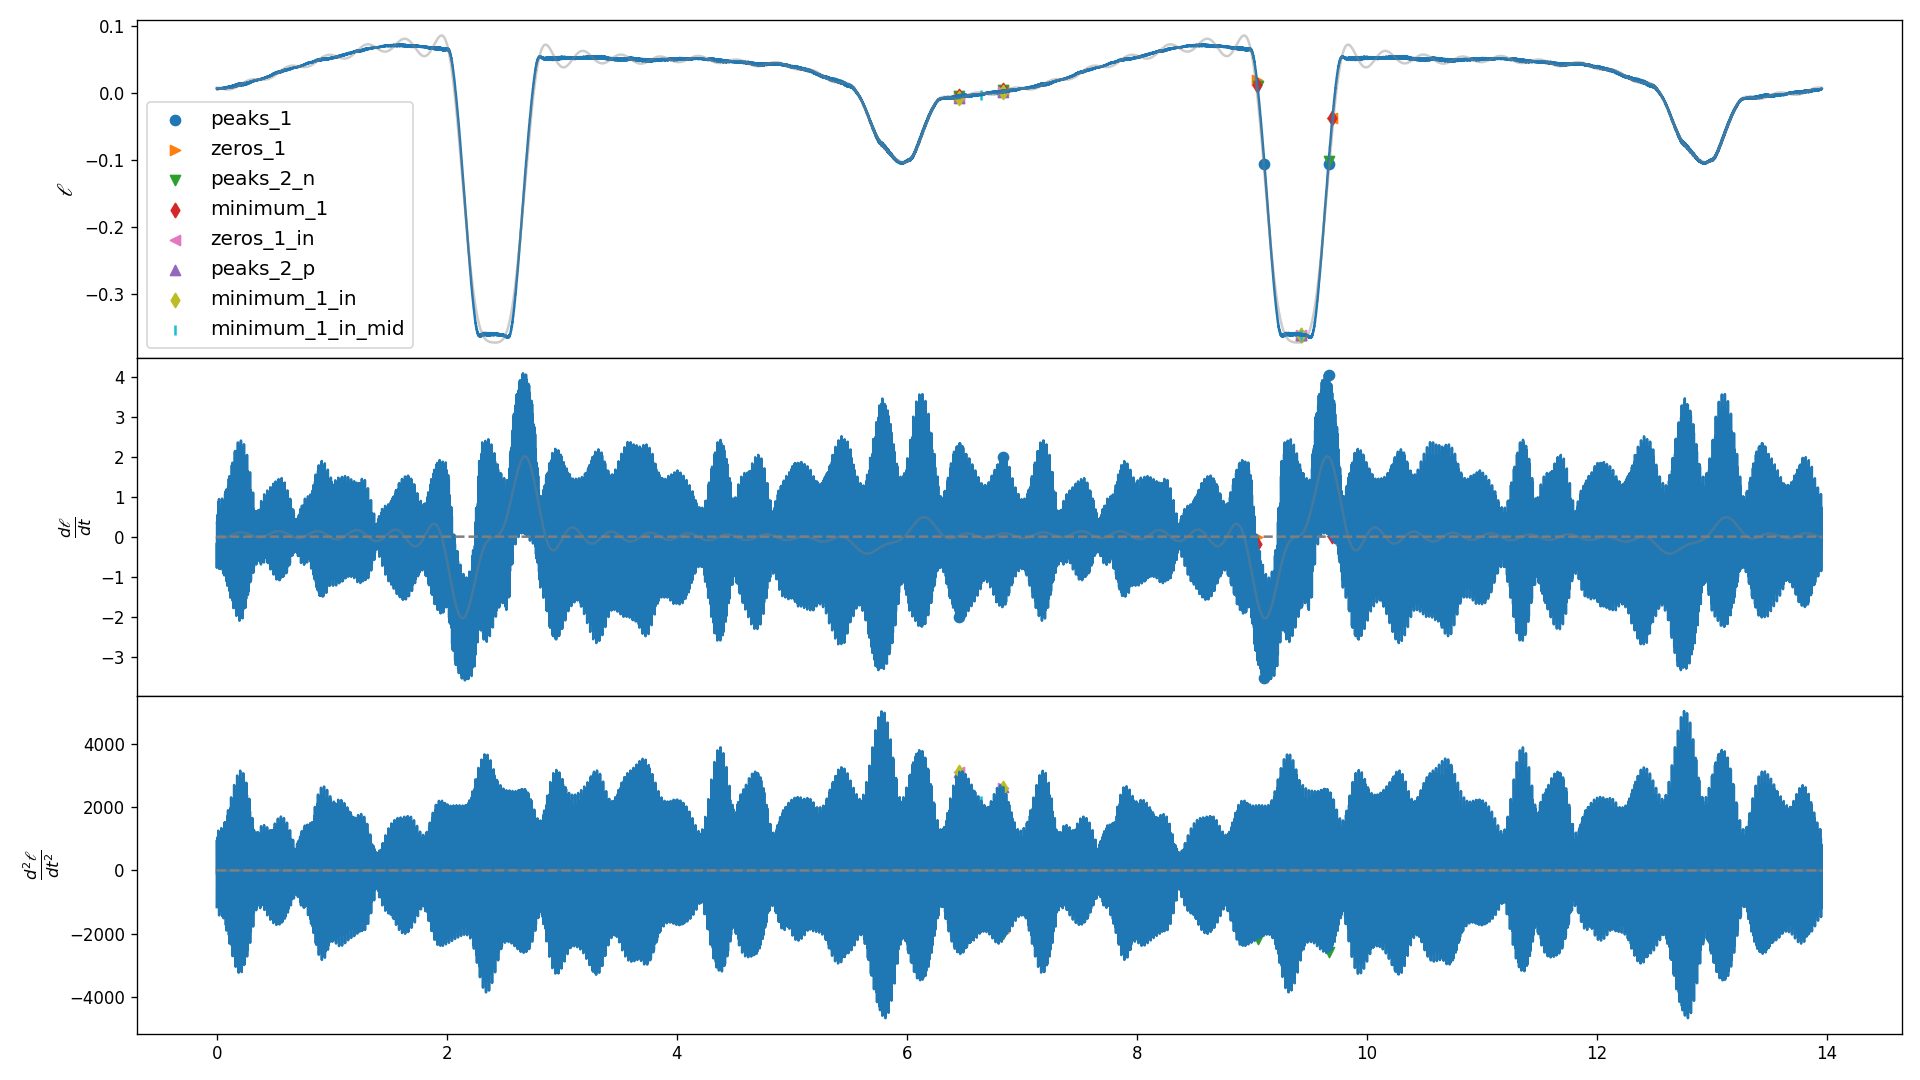 0.1
0.0
−0.1
−0.2
−0.3
ℓ
peaks_1
zeros_1
peaks_2_n
minimum_1
zeros_1_in
peaks_2_p
minimum_1_in
minimum_1_in_mid
4
3
2
1
0
−1
−2
−3
dℓ
dt
4000
2000
0
−2000
−4000
d²ℓ
dt²
0 2 4 6 8 10 12 14